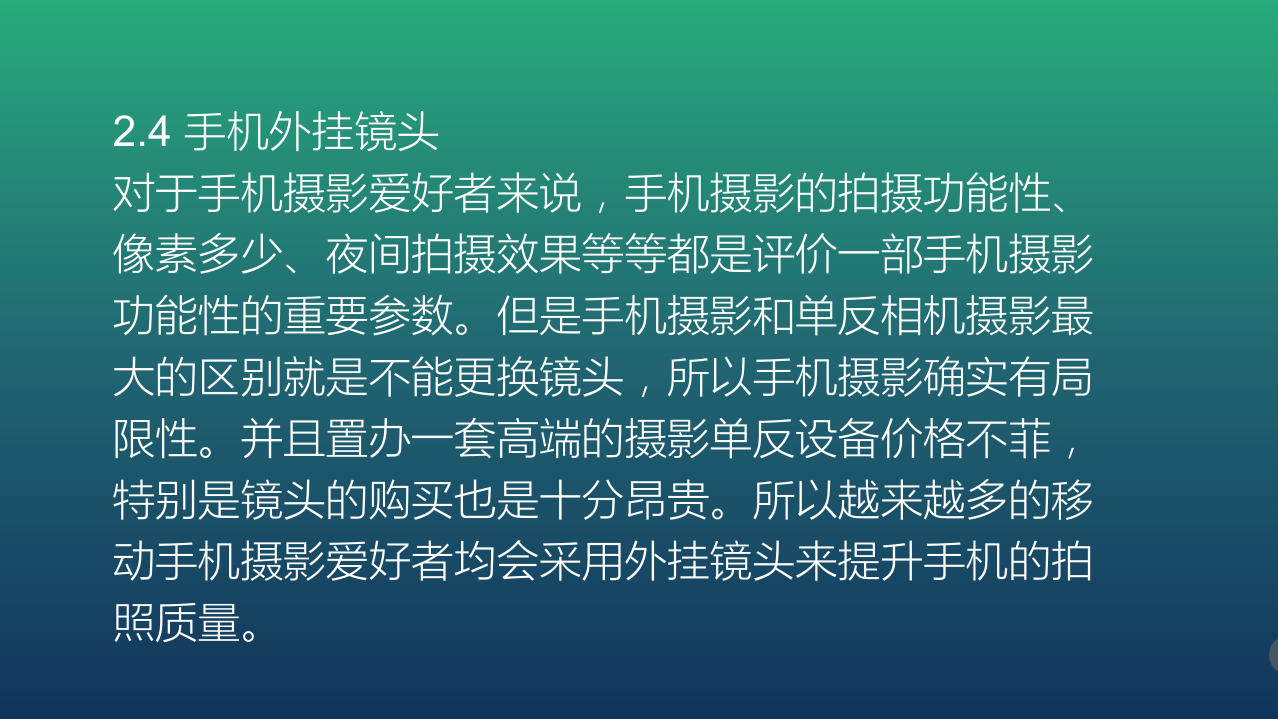 2.4 手机外挂镜头
对于手机摄影爱好者来说，手机摄影的拍摄功能性、
像素多少、夜间拍摄效果等等都是评价一部手机摄影
功能性的重要参数。但是手机摄影和单反相机摄影最
大的区别就是不能更换镜头，所以手机摄影确实有局
限性。并且置办一套高端的摄影单反设备价格不菲，
特别是镜头的购买也是十分昂贵。所以越来越多的移
动手机摄影爱好者均会采用外挂镜头来提升手机的拍
照质量。